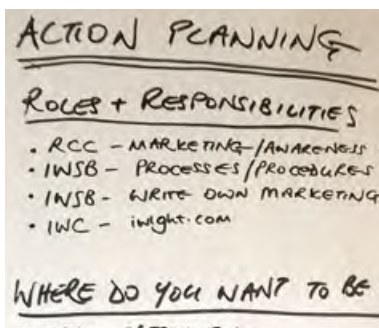 ACTION PLANNING
ROLES + RESPONSIBILITIES
• RCC – MARKETING/AWARENESS
• IWSB – PROCESSES/PROCEDURES
• IWSB – WRITE OWN MARKETING
• IWC – iwight.com
WHERE DO YOU WANT TO BE